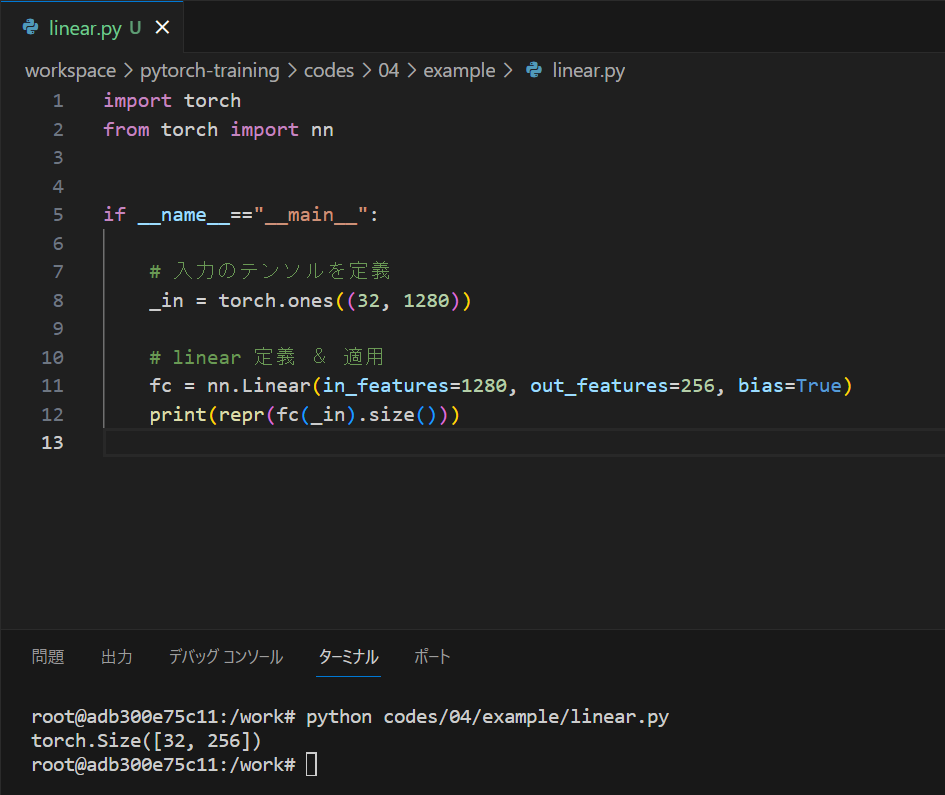 linear.py U ×
workspace > pytorch-training > codes > 04 > example > linear.py
1 import torch
2 from torch import nn
3
4
5 if __name__=="__main__":
6
7 # 入力のテンソルを定義
8 _in = torch.ones((32, 1280))
9
10 # linear 定義 & 適用
11 fc = nn.Linear(in_features=1280, out_features=256, bias=True)
12 print(repr(fc(_in).size()))
13
問題 出力 デバッグ コンソール ターミナル ポート
root@adb300e75c11:/work# python codes/04/example/linear.py
torch.Size([32, 256])
root@adb300e75c11:/work#